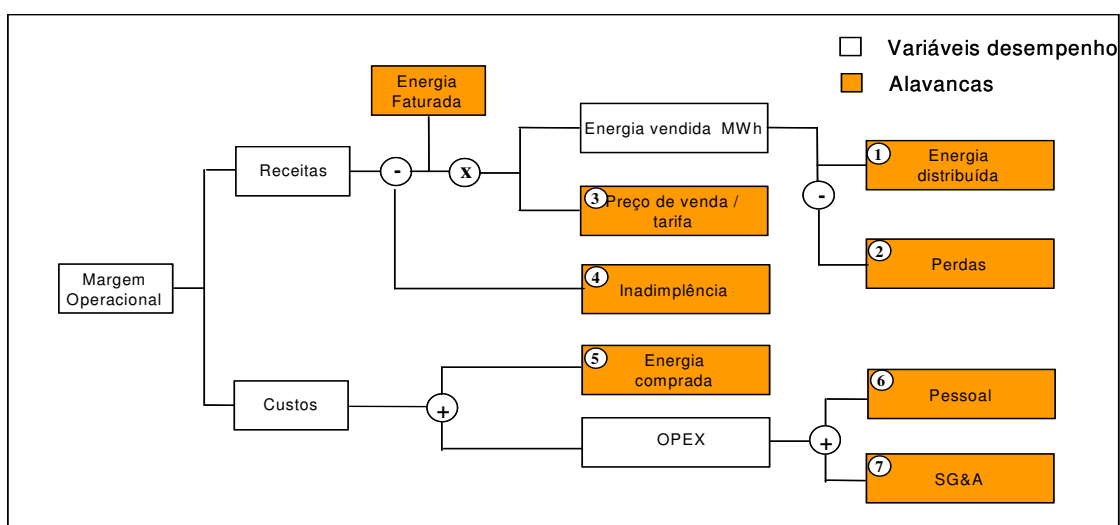 Variáveis desempenho
Alavancas
Energia
Faturada
Energia vendida MWh
1
Energia
distribuída
Receitas
-
x
-
3
Preço de venda /
tarifa
2
Perdas
4
Inadimplência
Margem
Operacional
5
Energia
comprada
6
Pessoal
Custos
+
OPEX
+
7
SG&A